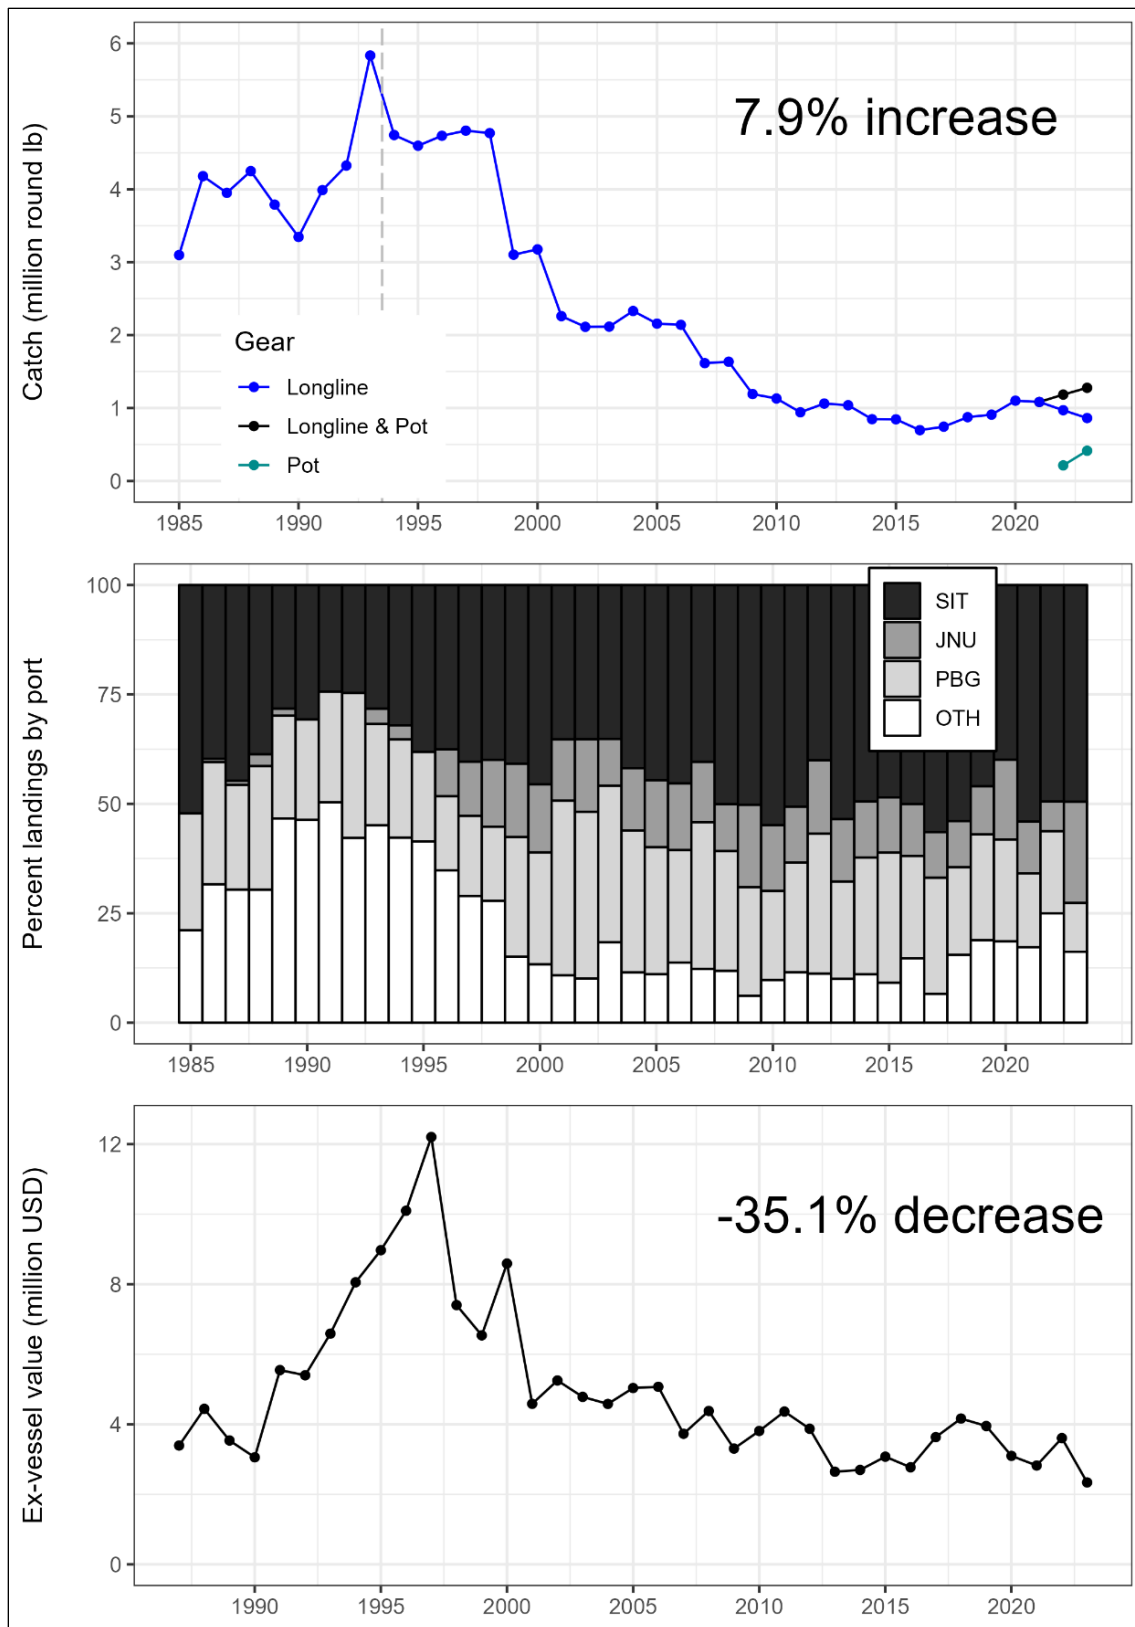 Catch (million round lb)
6
5
4
3
2
1
0
7.9% increase
Gear
Longline
Longline & Pot
Pot
1985 1990 1995 2000 2005 2010 2015 2020
Percent landings by port
100
75
50
25
0
SIT
JNU
PBG
OTH
1985 1990 1995 2000 2005 2010 2015 2020
Ex-vessel value (million USD)
12
8
4
0
-35.1% decrease
1990 1995 2000 2005 2010 2015 2020